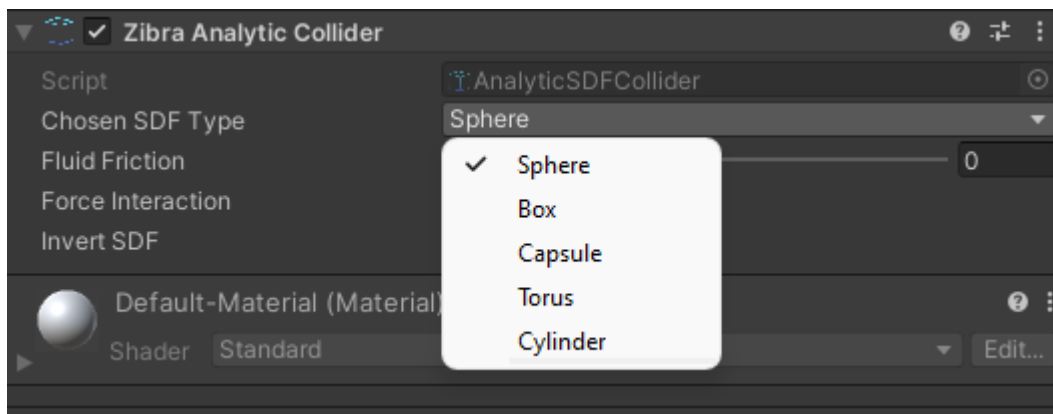 Zibra Analytic Collider
Script AnalyticSDFCollider
Chosen SDF Type Sphere
Fluid Friction 0
Force Interaction
Invert SDF
Sphere
Box
Capsule
Torus
Cylinder
Default-Material (Material)
Shader Standard Edit...